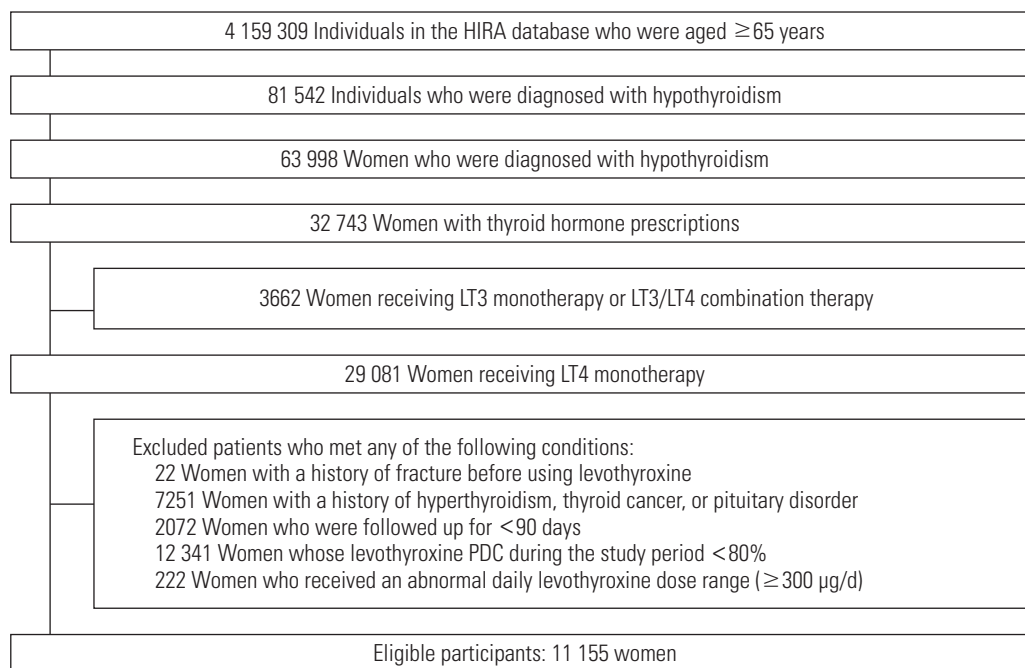 4 159 309 Individuals in the HIRA database who were aged ≥65 years
81 542 Individuals who were diagnosed with hypothyroidism
63 998 Women who were diagnosed with hypothyroidism
32 743 Women with thyroid hormone prescriptions
3662 Women receiving LT3 monotherapy or LT3/LT4 combination therapy
29 081 Women receiving LT4 monotherapy
Excluded patients who met any of the following conditions:
22 Women with a history of fracture before using levothyroxine
7251 Women with a history of hyperthyroidism, thyroid cancer, or pituitary disorder
2072 Women who were followed up for <90 days
12 341 Women whose levothyroxine PDC during the study period <80%
222 Women who received an abnormal daily levothyroxine dose range (≥300 µg/d)
Eligible participants: 11 155 women